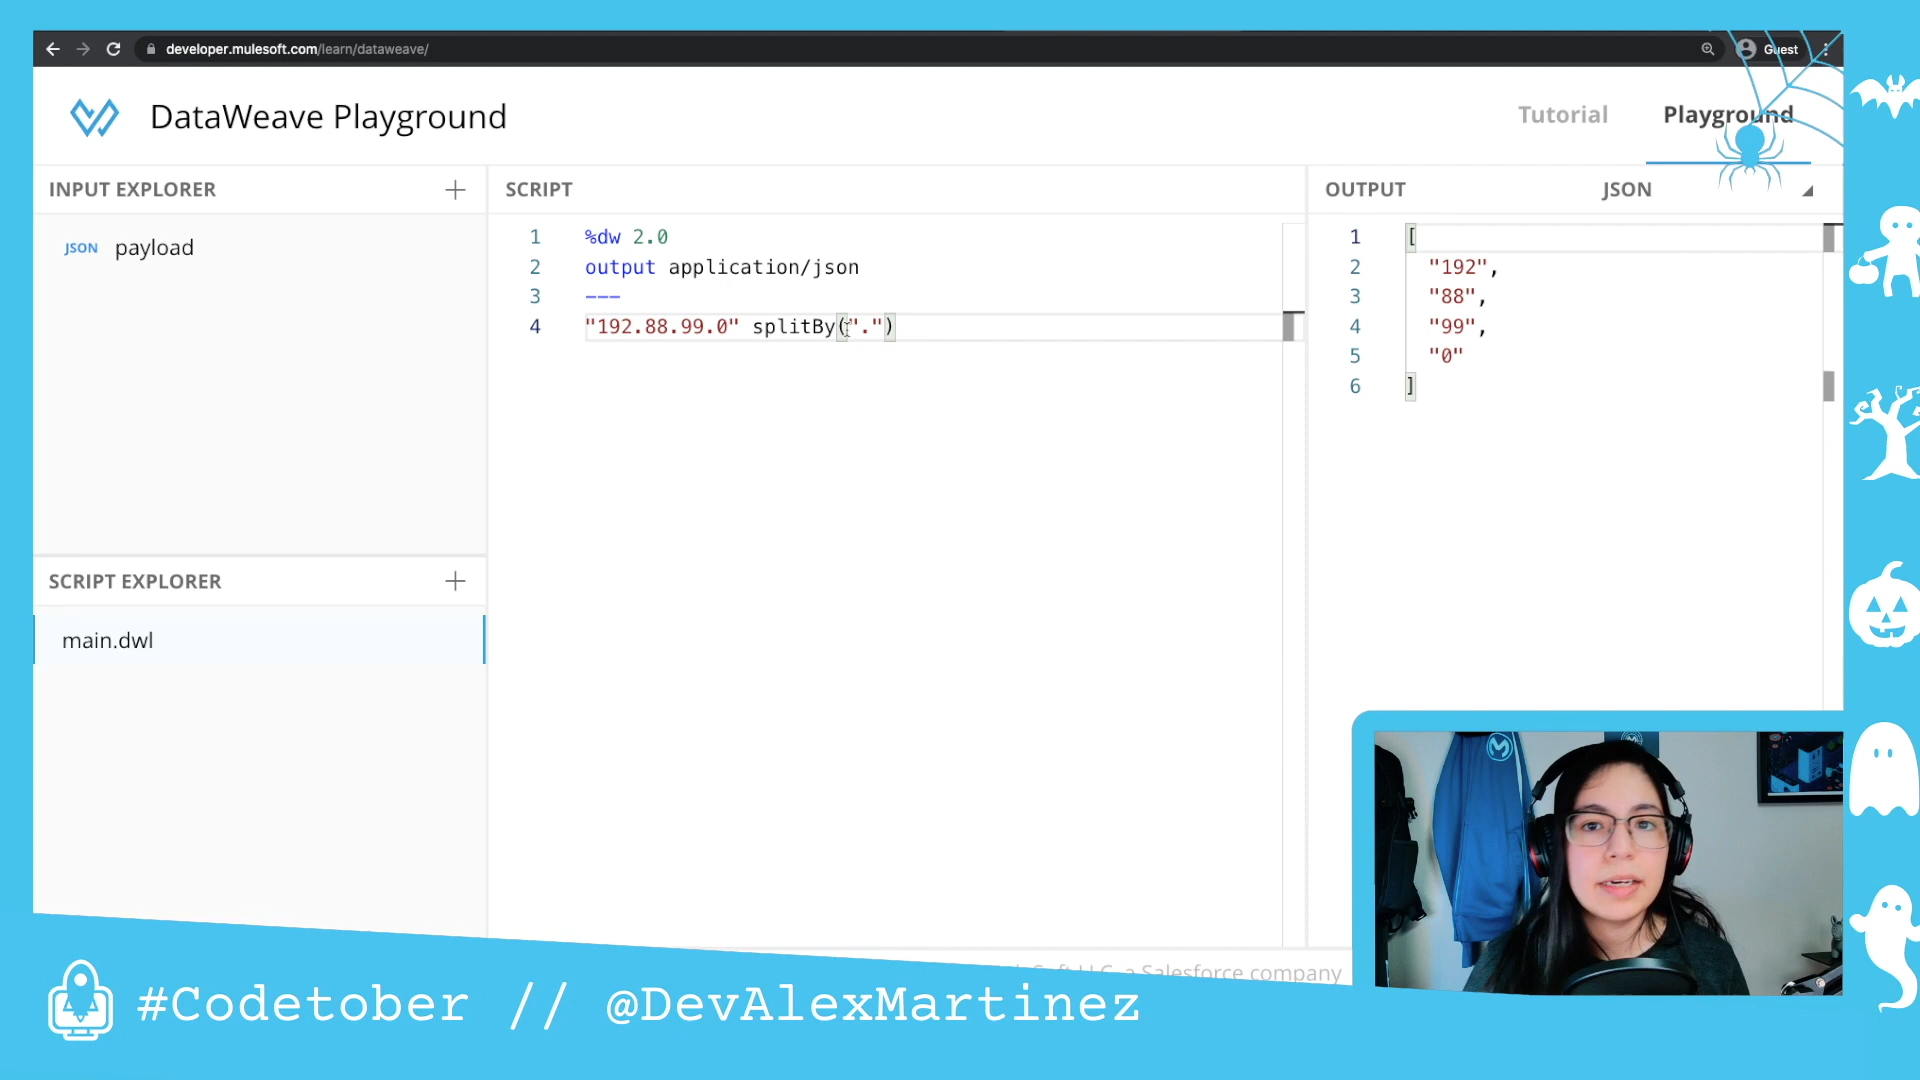 developer.mulesoft.com/learn/dataweave/
Guest
DataWeave Playground
Tutorial
Playground
INPUT EXPLORER
JSON payload
SCRIPT EXPLORER
main.dwl
SCRIPT
1 %dw 2.0
2 output application/json
3 ---
4 "192.88.99.0" splitBy(".")
OUTPUT
JSON
1 [
2 "192",
3 "88",
4 "99",
5 "0"
6 ]
a Salesforce company
#Codetober // @DevAlexMartinez